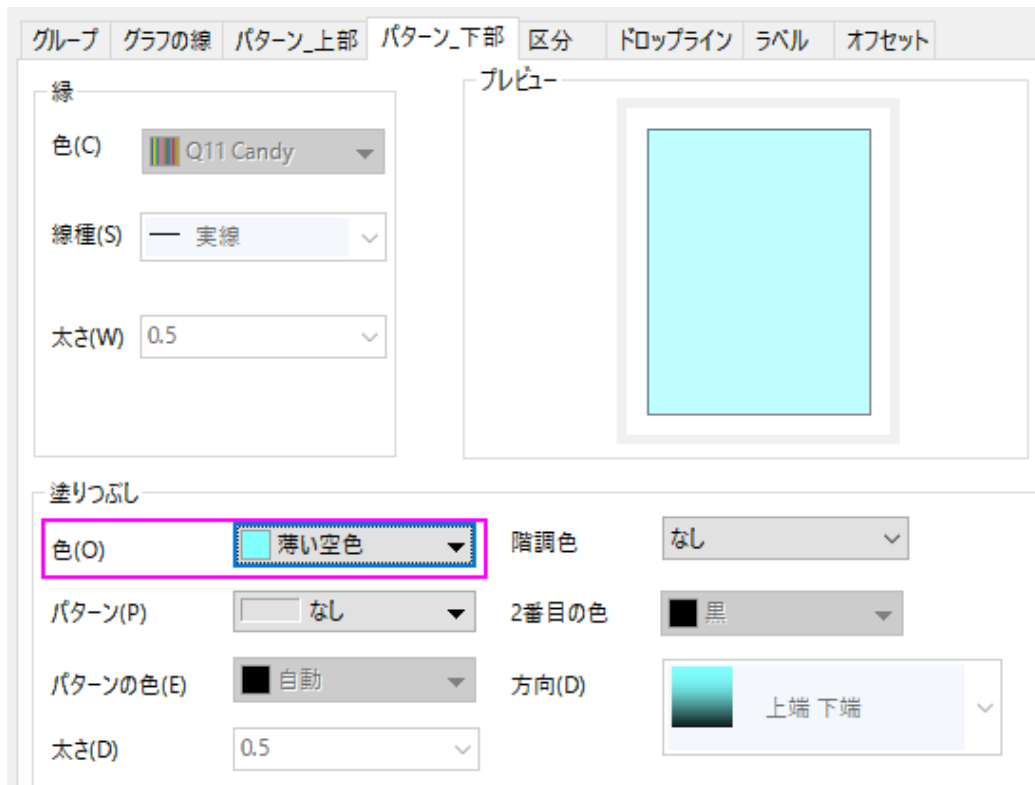 グループ グラフの線 パターン_上部 パターン_下部 区分 ドロップライン ラベル オフセット
縁
プレビュー
色(C) Q11 Candy
線種(S) 実線
太さ(W) 0.5
塗りつぶし
色(O) 薄い空色
階調色 なし
パターン(P) なし
2番目の色 黒
パターンの色(E) 自動
方向(D) 上端 下端
太さ(D) 0.5